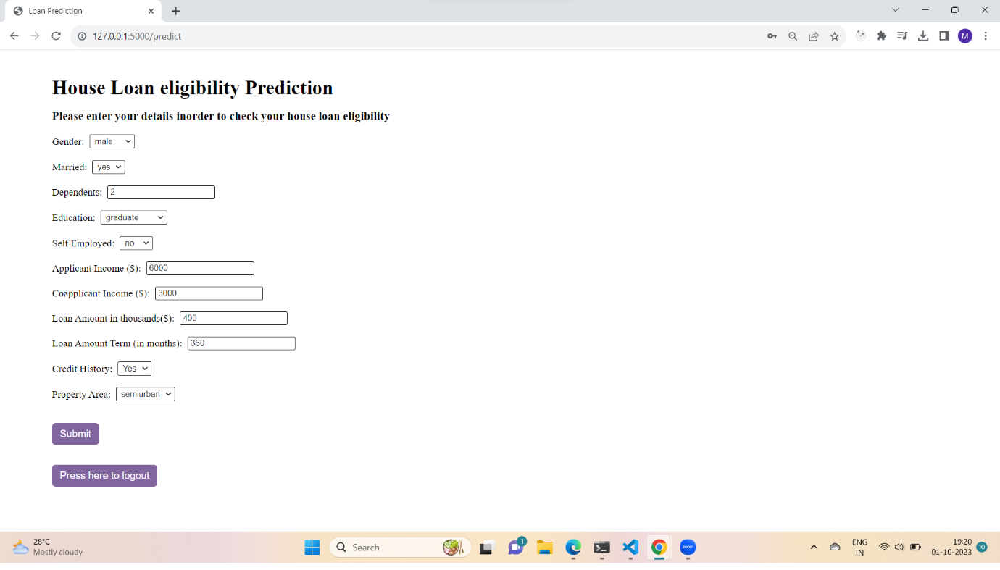 Loan Prediction
127.0.0.1:5000/predict
M
House Loan eligibility Prediction
Please enter your details inorder to check your house loan eligibility
Gender: male
Married: yes
Dependents: 2
Education: graduate
Self Employed: no
Applicant Income ($): 6000
Coapplicant Income ($): 3000
Loan Amount in thousands($): 400
Loan Amount Term (in months): 360
Credit History: Yes
Property Area: semiurban
Submit
Press here to logout
28°C
Mostly cloudy
Search
1
zoom
ENG
IN
19:20
01-10-2023
10